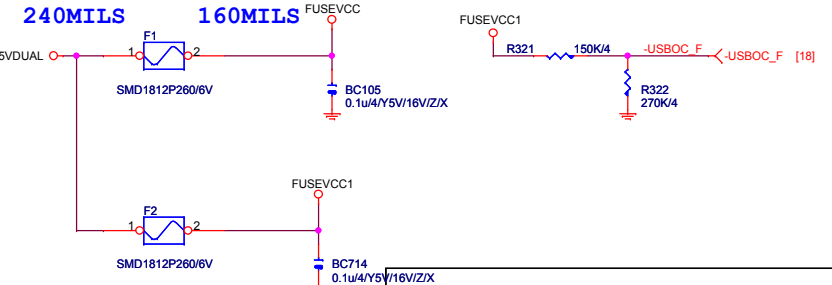 240MILS
160MILS
FUSEVCC
F1
5VDUAL
1
2
SMD1812P260/6V
BC105
0.1u/4/Y5V/16V/Z/X
FUSEVCC1
R321
150K/4
-USBOC_F
-USBOC_F [18]
R322
270K/4
FUSEVCC1
F2
1
2
SMD1812P260/6V
BC714
0.1u/4/Y5V/16V/Z/X